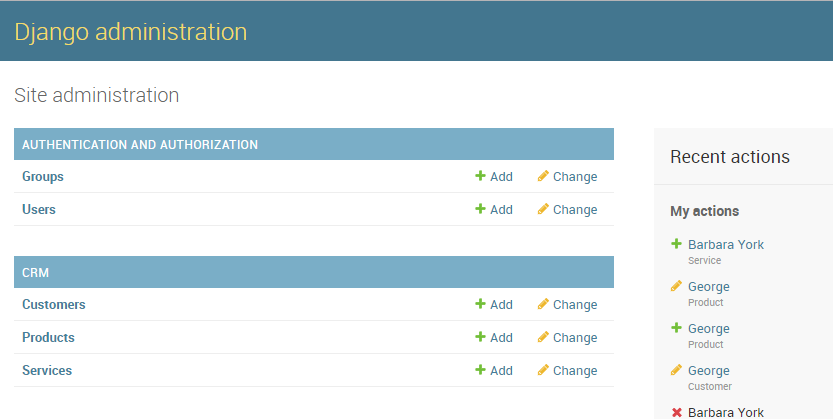 Django administration
Site administration
AUTHENTICATION AND AUTHORIZATION
Groups Add Change
Users Add Change
CRM
Customers Add Change
Products Add Change
Services Add Change
Recent actions
My actions
Barbara York
Service
George
Product
George
Product
George
Customer
Barbara York